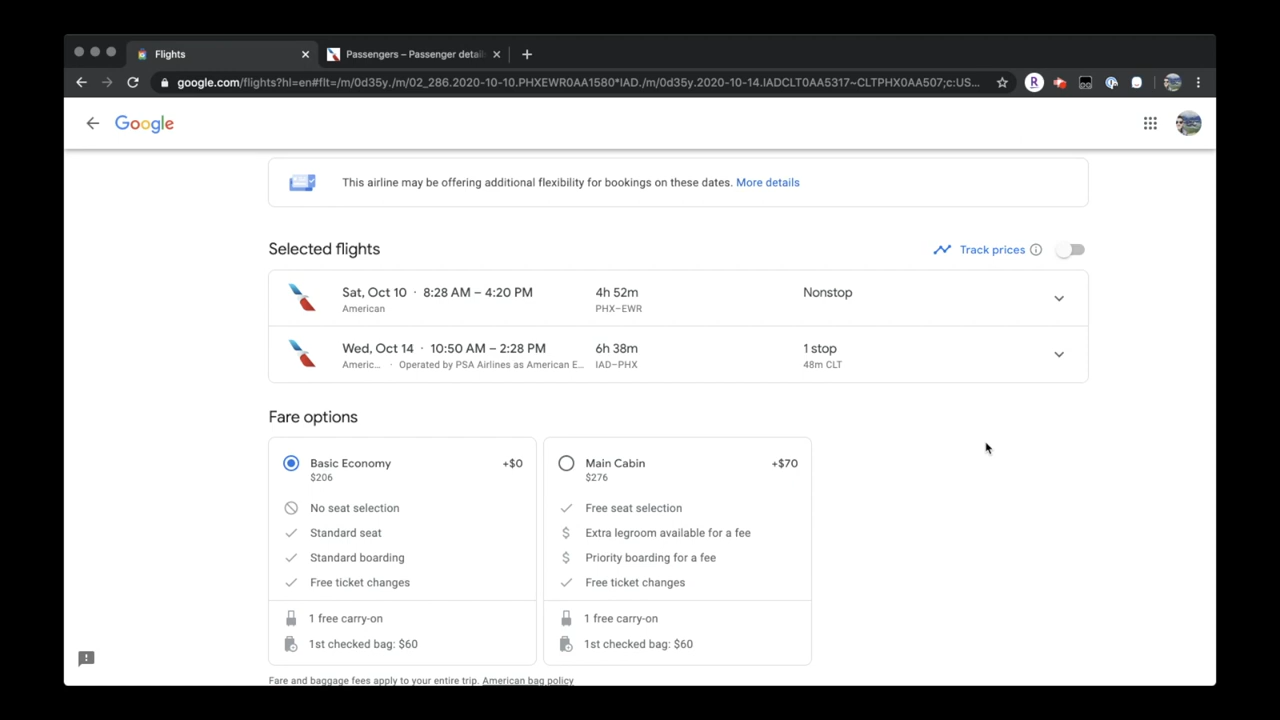 Flights
Passengers – Passenger detail
google.com/flights?hl=en#flt=/m/0d35y./m/02_286.2020-10-10.PHXEWR0AA1580*IAD./m/0d35y.2020-10-14.IADCLT0AA5317~CLTPHX0AA507;c:US...
R
Google
This airline may be offering additional flexibility for bookings on these dates. More details
Selected flights
Track prices
Sat, Oct 10 · 8:28 AM – 4:20 PM 4h 52m Nonstop
American PHX–EWR
Wed, Oct 14 · 10:50 AM – 2:28 PM 6h 38m 1 stop
Americ... · Operated by PSA Airlines as American E... IAD–PHX 48m CLT
Fare options
Basic Economy +$0
$206
No seat selection
Standard seat
Standard boarding
Free ticket changes
1 free carry-on
1st checked bag: $60
Main Cabin +$70
$276
Free seat selection
$ Extra legroom available for a fee
$ Priority boarding for a fee
Free ticket changes
1 free carry-on
1st checked bag: $60
Fare and baggage fees apply to your entire trip. American bag policy